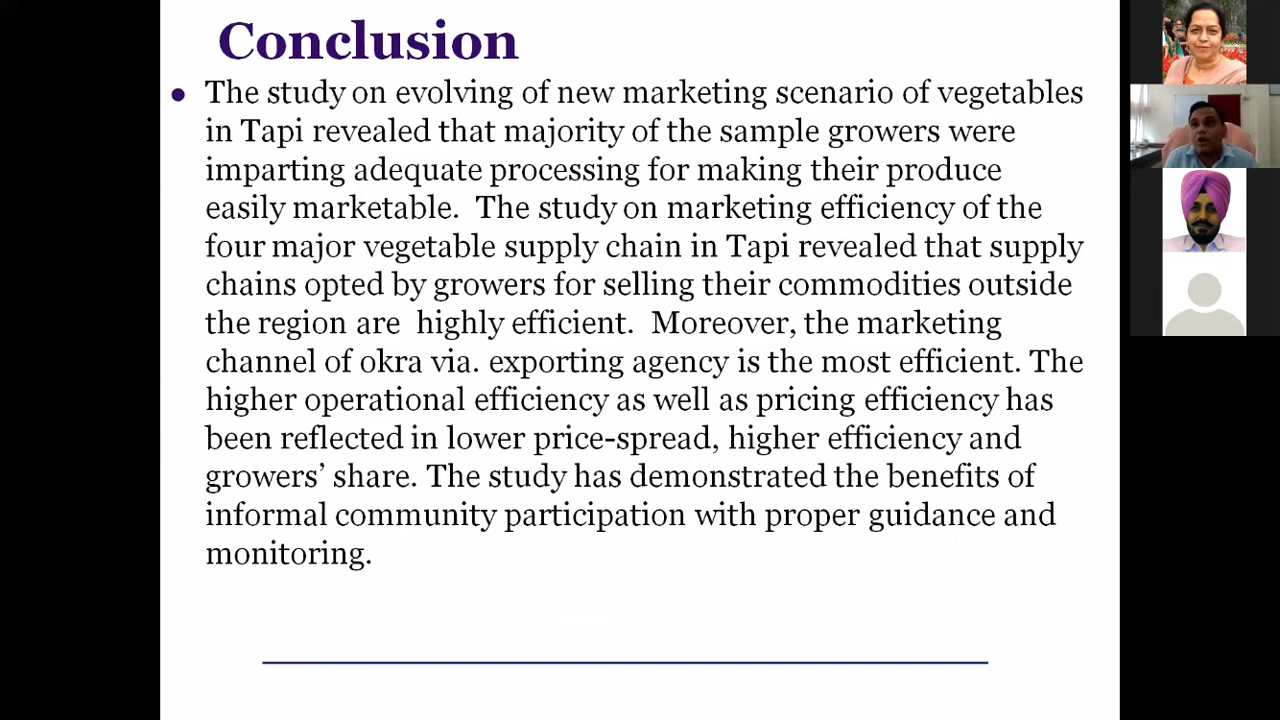 Conclusion
• The study on evolving of new marketing scenario of vegetables
in Tapi revealed that majority of the sample growers were
imparting adequate processing for making their produce
easily marketable.  The study on marketing efficiency of the
four major vegetable supply chain in Tapi revealed that supply
chains opted by growers for selling their commodities outside
the region are  highly efficient.  Moreover, the marketing
channel of okra via. exporting agency is the most efficient. The
higher operational efficiency as well as pricing efficiency has
been reflected in lower price-spread, higher efficiency and
growers’ share. The study has demonstrated the benefits of
informal community participation with proper guidance and
monitoring.